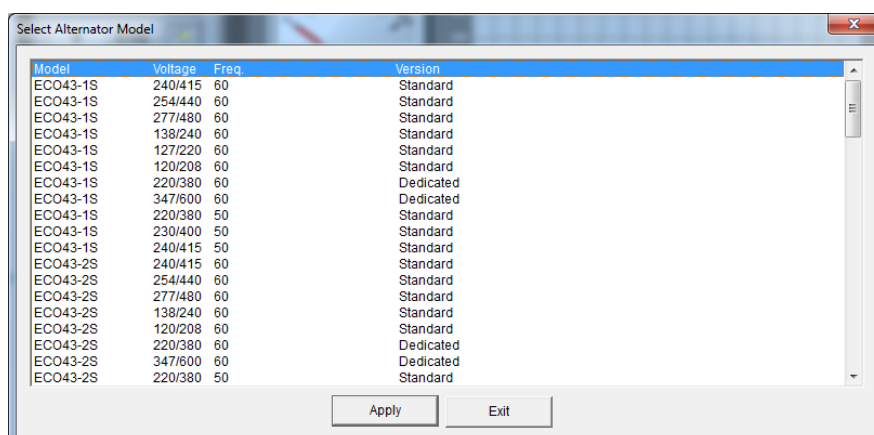 Select Alternator Model
Model Voltage Freq. Version
ECO43-1S 240/415 60 Standard
ECO43-1S 254/440 60 Standard
ECO43-1S 277/480 60 Standard
ECO43-1S 138/240 60 Standard
ECO43-1S 127/220 60 Standard
ECO43-1S 120/208 60 Standard
ECO43-1S 220/380 60 Dedicated
ECO43-1S 347/600 60 Dedicated
ECO43-1S 220/380 50 Standard
ECO43-1S 230/400 50 Standard
ECO43-1S 240/415 50 Standard
ECO43-2S 240/415 60 Standard
ECO43-2S 254/440 60 Standard
ECO43-2S 277/480 60 Standard
ECO43-2S 138/240 60 Standard
ECO43-2S 120/208 60 Standard
ECO43-2S 220/380 60 Dedicated
ECO43-2S 347/600 60 Dedicated
ECO43-2S 220/380 50 Standard
Apply Exit